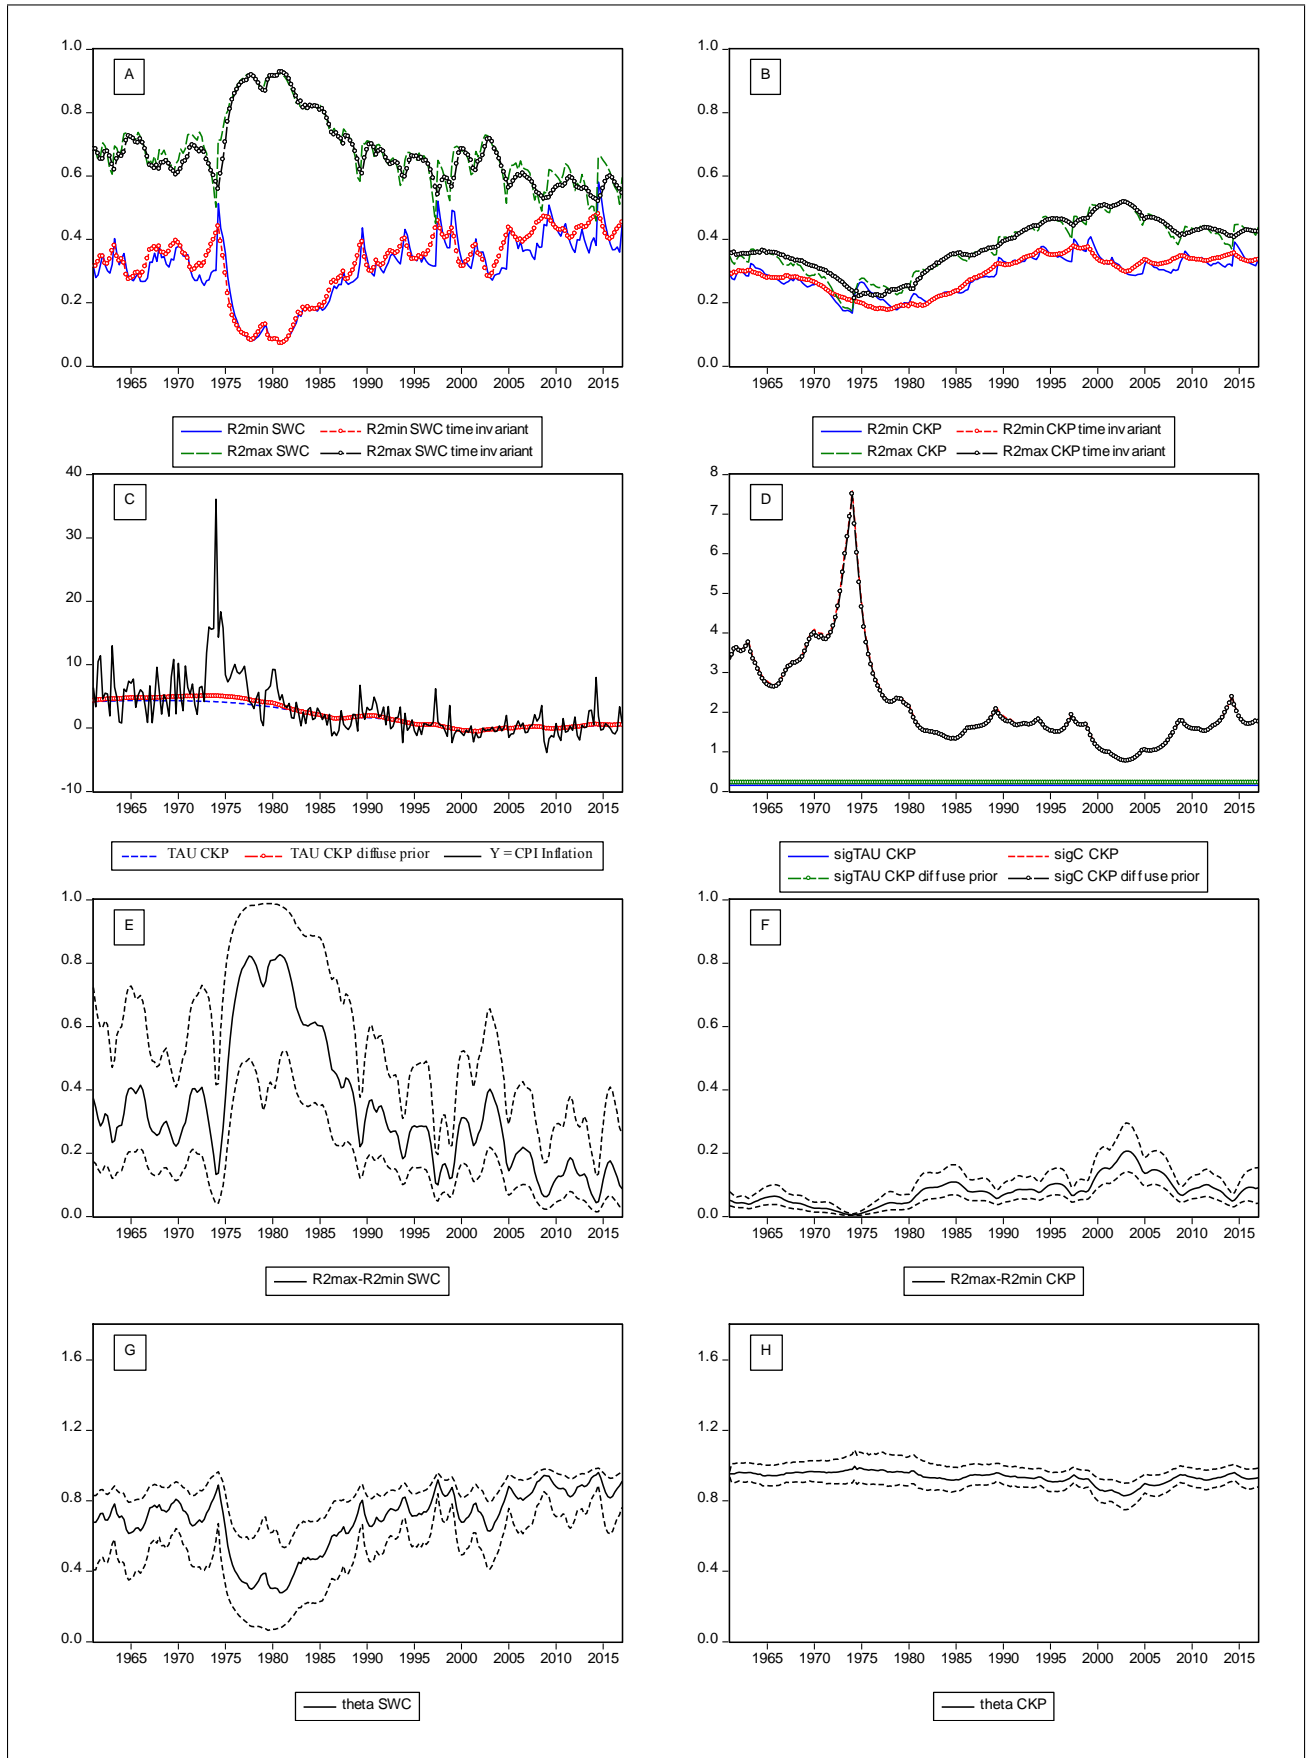 A
1.0
0.8
0.6
0.4
0.2
0.0
1965 1970 1975 1980 1985 1990 1995 2000 2005 2010 2015
R2min SWC R2min SWC time invariant
R2max SWC R2max SWC time invariant
B
1.0
0.8
0.6
0.4
0.2
0.0
1965 1970 1975 1980 1985 1990 1995 2000 2005 2010 2015
R2min CKP R2min CKP time invariant
R2max CKP R2max CKP time invariant
C
40
30
20
10
0
-10
1965 1970 1975 1980 1985 1990 1995 2000 2005 2010 2015
TAU CKP TAU CKP diffuse prior Y = CPI Inflation
D
8
7
6
5
4
3
2
1
0
1965 1970 1975 1980 1985 1990 1995 2000 2005 2010 2015
sigTAU CKP sigC CKP
sigTAU CKP diffuse prior sigC CKP diffuse prior
E
1.0
0.8
0.6
0.4
0.2
0.0
1965 1970 1975 1980 1985 1990 1995 2000 2005 2010 2015
R2max-R2min SWC
F
1.0
0.8
0.6
0.4
0.2
0.0
1965 1970 1975 1980 1985 1990 1995 2000 2005 2010 2015
R2max-R2min CKP
G
1.6
1.2
0.8
0.4
0.0
1965 1970 1975 1980 1985 1990 1995 2000 2005 2010 2015
theta SWC
H
1.6
1.2
0.8
0.4
0.0
1965 1970 1975 1980 1985 1990 1995 2000 2005 2010 2015
theta CKP